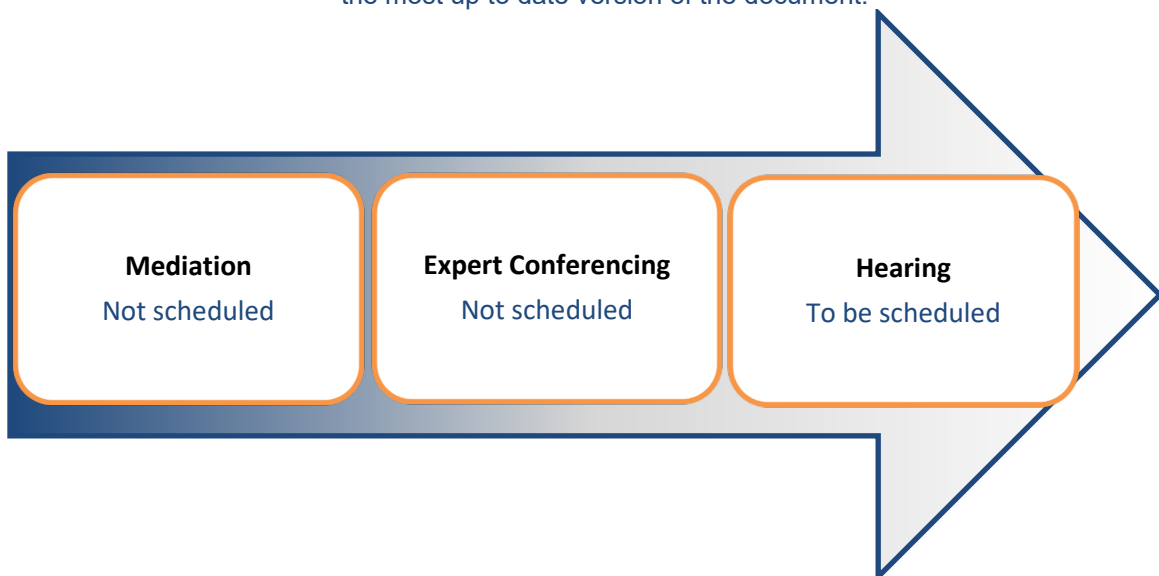 the most up to date version of the document.
Mediation
Not scheduled
Expert Conferencing
Not scheduled
Hearing
To be scheduled